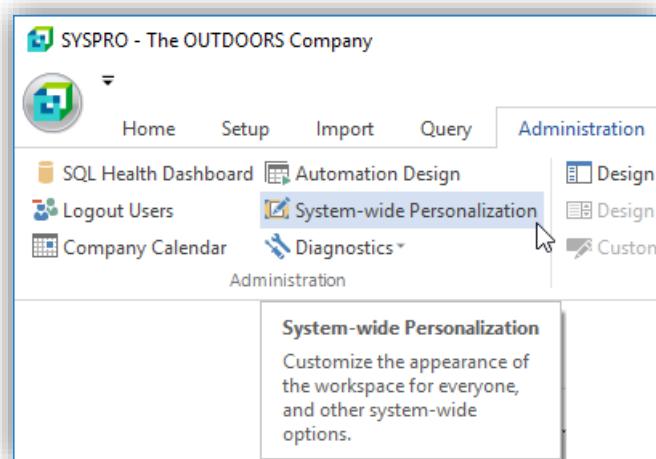 SYSPRO - The OUTDOORS Company
Home Setup Import Query Administration
SQL Health Dashboard Automation Design Design
Logout Users System-wide Personalization Design
Company Calendar Diagnostics Custom
Administration
System-wide Personalization
Customize the appearance of
the workspace for everyone,
and other system-wide
options.